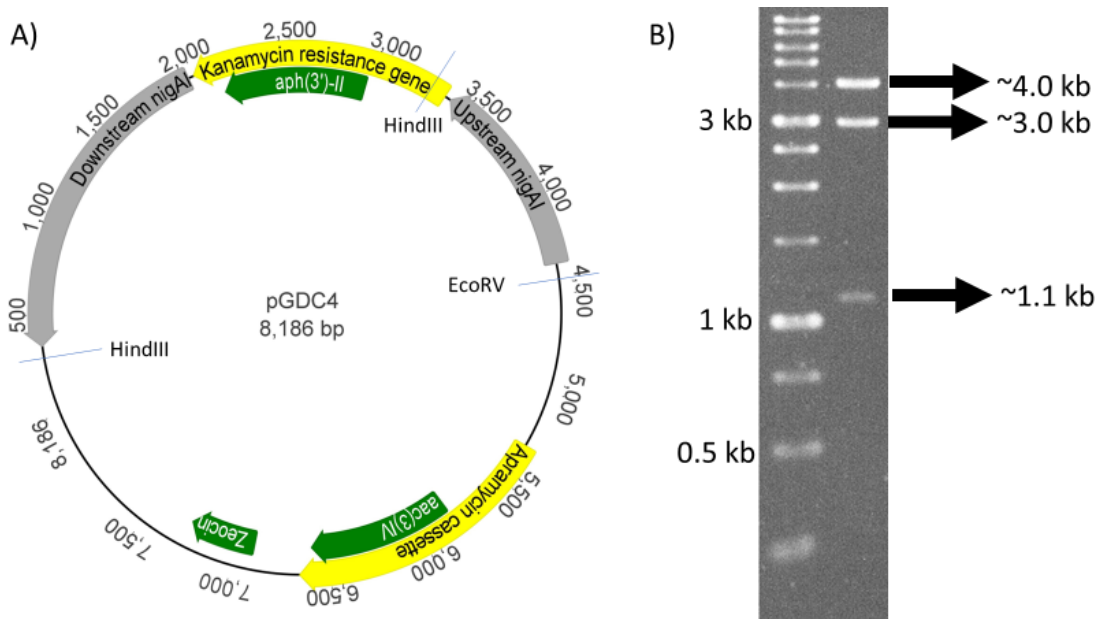 A)
B)
2,000
2,500
3,000
Kanamycin resistance gene
aph(3')-II
HindIII
3,500
Upstream nigAI
4,000
1,500
Downstream nigAI
1,000
500
EcoRV
4,500
pGDC4
8,186 bp
HindIII
5,000
8,186
Apramycin cassette
5,500
aac(3)IV
6,000
6,500
Zeocin
7,000
7,500
~4.0 kb
3 kb
~3.0 kb
~1.1 kb
1 kb
0.5 kb